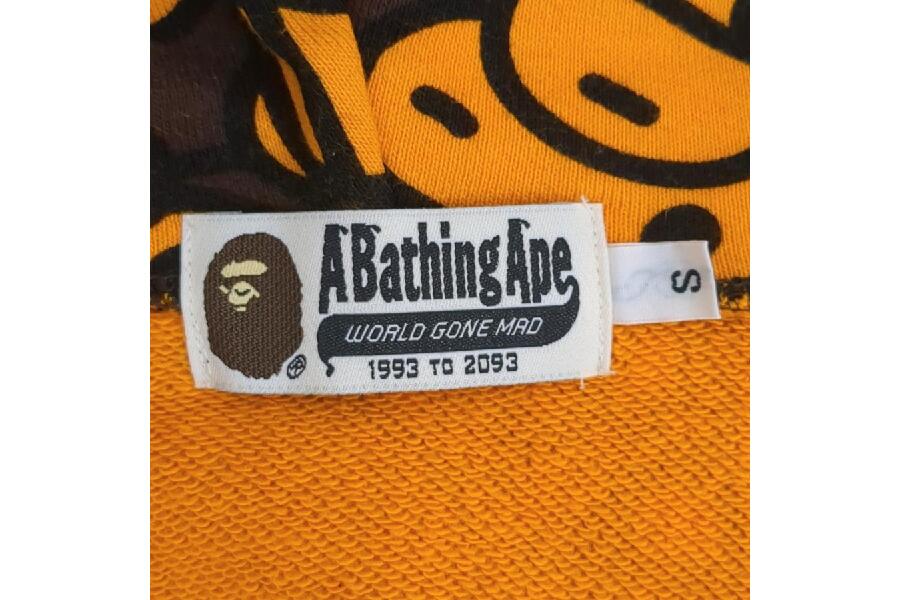 A Bathing Ape
WORLD GONE MAD
1993 TO 2093
S